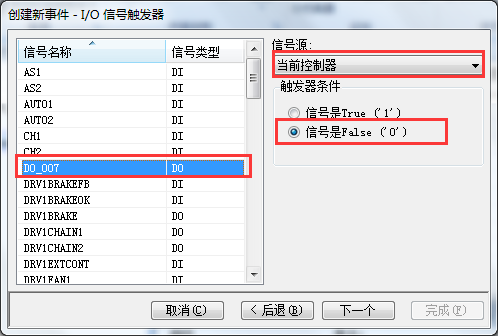 创建新事件 - I/O 信号触发器
信号名称 信号类型
AS1 DI
AS2 DI
AUTO1 DI
AUTO2 DI
CH1 DI
CH2 DI
DO_007 DO
DRV1BRAKEFB DI
DRV1BRAKEOK DI
DRV1BRAKE DO
DRV1CHAIN1 DO
DRV1CHAIN2 DO
DRV1EXTCONT DI
DRV1FAN1 DI
信号源:
当前控制器
触发器条件
信号是True ('1')
信号是False ('0')
取消(C)
< 后退(B)
下一个
完成(F)